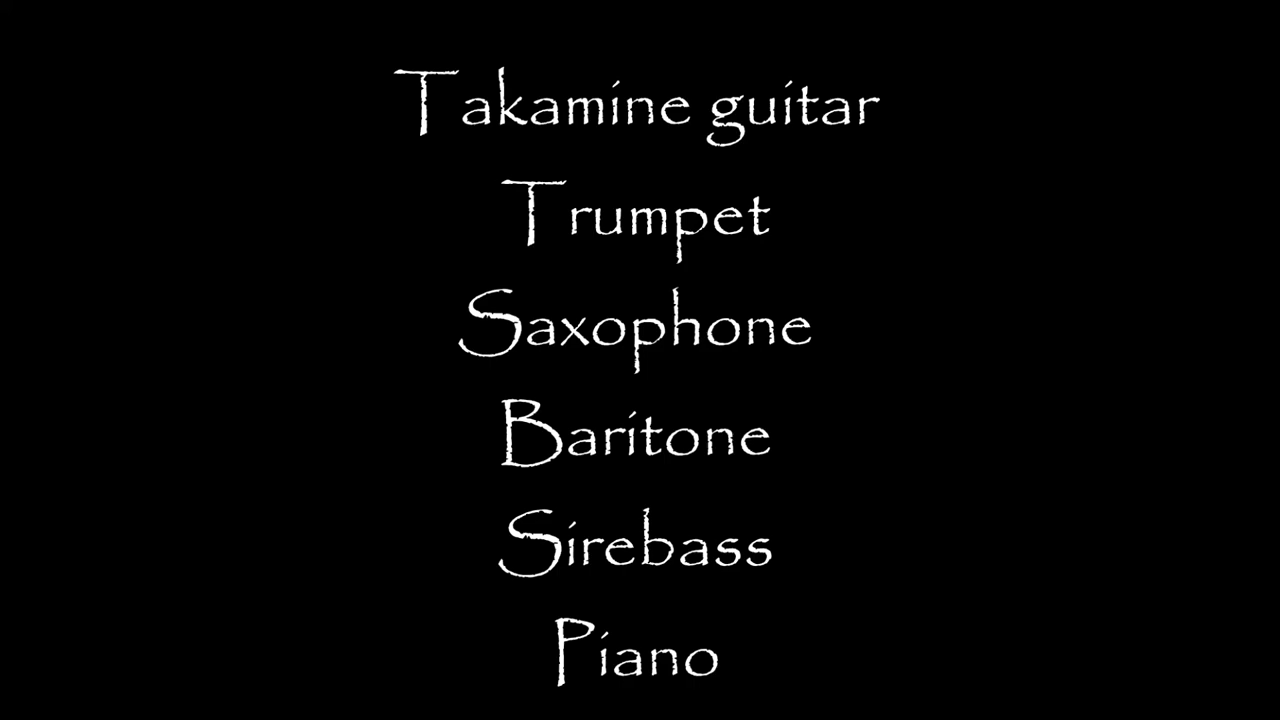 Takamine guitar
Trumpet
Saxophone
Baritone
Sirebass
Piano